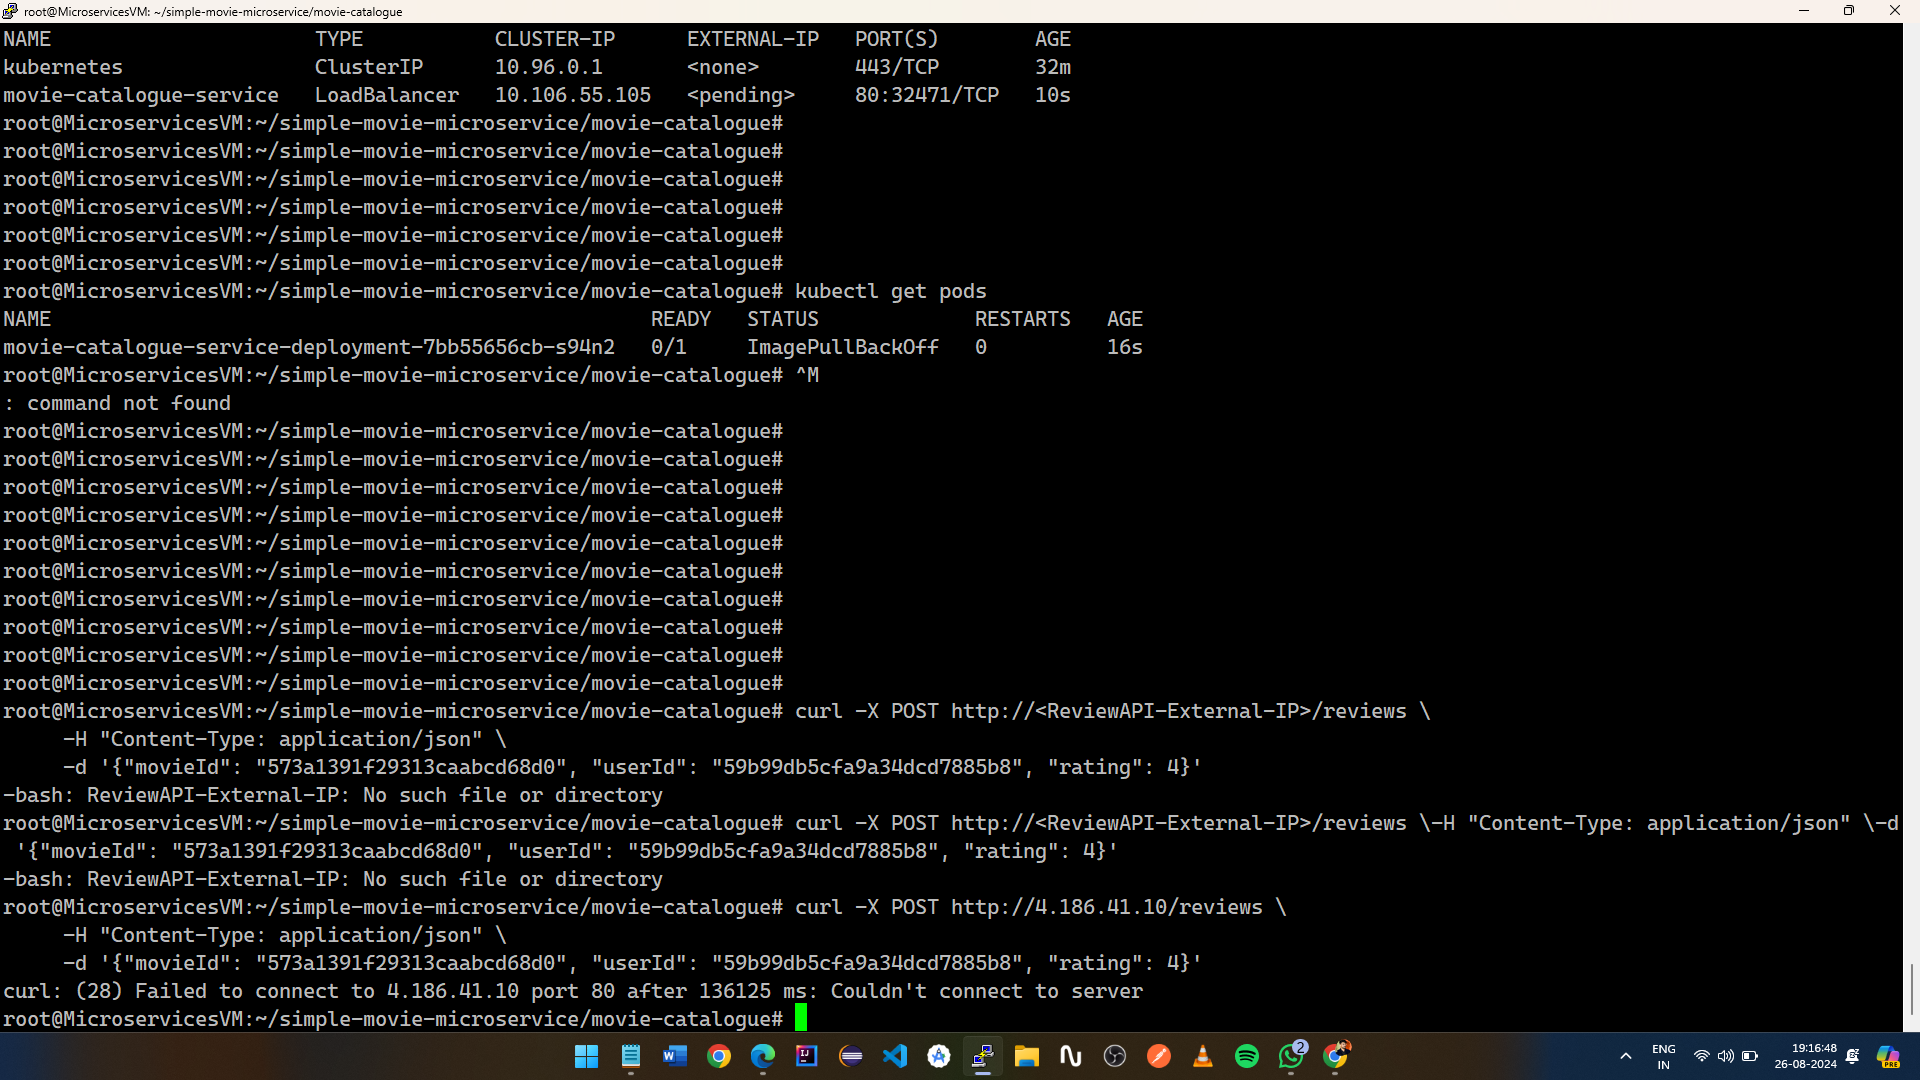 root@MicroservicesVM: ~/simple-movie-microservice/movie-catalogue
NAME TYPE CLUSTER-IP EXTERNAL-IP PORT(S) AGE
kubernetes ClusterIP 10.96.0.1 <none> 443/TCP 32m
movie-catalogue-service LoadBalancer 10.106.55.105 <pending> 80:32471/TCP 10s
root@MicroservicesVM:~/simple-movie-microservice/movie-catalogue#
root@MicroservicesVM:~/simple-movie-microservice/movie-catalogue#
root@MicroservicesVM:~/simple-movie-microservice/movie-catalogue#
root@MicroservicesVM:~/simple-movie-microservice/movie-catalogue#
root@MicroservicesVM:~/simple-movie-microservice/movie-catalogue#
root@MicroservicesVM:~/simple-movie-microservice/movie-catalogue#
root@MicroservicesVM:~/simple-movie-microservice/movie-catalogue# kubectl get pods
NAME READY STATUS RESTARTS AGE
movie-catalogue-service-deployment-7bb55656cb-s94n2 0/1 ImagePullBackOff 0 16s
root@MicroservicesVM:~/simple-movie-microservice/movie-catalogue# ^M
: command not found
root@MicroservicesVM:~/simple-movie-microservice/movie-catalogue#
root@MicroservicesVM:~/simple-movie-microservice/movie-catalogue#
root@MicroservicesVM:~/simple-movie-microservice/movie-catalogue#
root@MicroservicesVM:~/simple-movie-microservice/movie-catalogue#
root@MicroservicesVM:~/simple-movie-microservice/movie-catalogue#
root@MicroservicesVM:~/simple-movie-microservice/movie-catalogue#
root@MicroservicesVM:~/simple-movie-microservice/movie-catalogue#
root@MicroservicesVM:~/simple-movie-microservice/movie-catalogue#
root@MicroservicesVM:~/simple-movie-microservice/movie-catalogue#
root@MicroservicesVM:~/simple-movie-microservice/movie-catalogue#
root@MicroservicesVM:~/simple-movie-microservice/movie-catalogue# curl -X POST http://<ReviewAPI-External-IP>/reviews \
-H "Content-Type: application/json" \
-d '{"movieId": "573a1391f29313caabcd68d0", "userId": "59b99db5cfa9a34dcd7885b8", "rating": 4}'
-bash: ReviewAPI-External-IP: No such file or directory
root@MicroservicesVM:~/simple-movie-microservice/movie-catalogue# curl -X POST http://<ReviewAPI-External-IP>/reviews \-H "Content-Type: application/json" \-d
'{"movieId": "573a1391f29313caabcd68d0", "userId": "59b99db5cfa9a34dcd7885b8", "rating": 4}'
-bash: ReviewAPI-External-IP: No such file or directory
root@MicroservicesVM:~/simple-movie-microservice/movie-catalogue# curl -X POST http://4.186.41.10/reviews \
-H "Content-Type: application/json" \
-d '{"movieId": "573a1391f29313caabcd68d0", "userId": "59b99db5cfa9a34dcd7885b8", "rating": 4}'
curl: (28) Failed to connect to 4.186.41.10 port 80 after 136125 ms: Couldn't connect to server
root@MicroservicesVM:~/simple-movie-microservice/movie-catalogue#
2
ENG
IN
19:16:48
26-08-2024
PRE